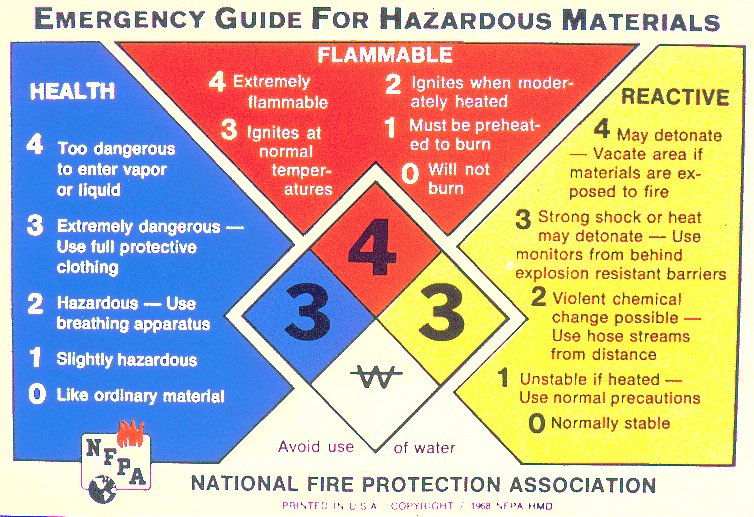 EMERGENCY GUIDE FOR HAZARDOUS MATERIALS
HEALTH
4 Too dangerous
to enter vapor
or liquid
3 Extremely dangerous —
Use full protective
clothing
2 Hazardous — Use
breathing apparatus
1 Slightly hazardous
0 Like ordinary material
FLAMMABLE
4 Extremely
flammable
3 Ignites at
normal
temper-
atures
2 Ignites when moder-
ately heated
1 Must be preheat-
ed to burn
0 Will not
burn
REACTIVE
4 May detonate
— Vacate area if
materials are ex-
posed to fire
3 Strong shock or heat
may detonate — Use
monitors from behind
explosion resistant barriers
2 Violent chemical
change possible —
Use hose streams
from distance
1 Unstable if heated —
Use normal precautions
0 Normally stable
4
3 3
W
Avoid use of water
NFPA
NATIONAL FIRE PROTECTION ASSOCIATION
PRINTED IN U.S.A. COPYRIGHT © 1968 NFPA HMD